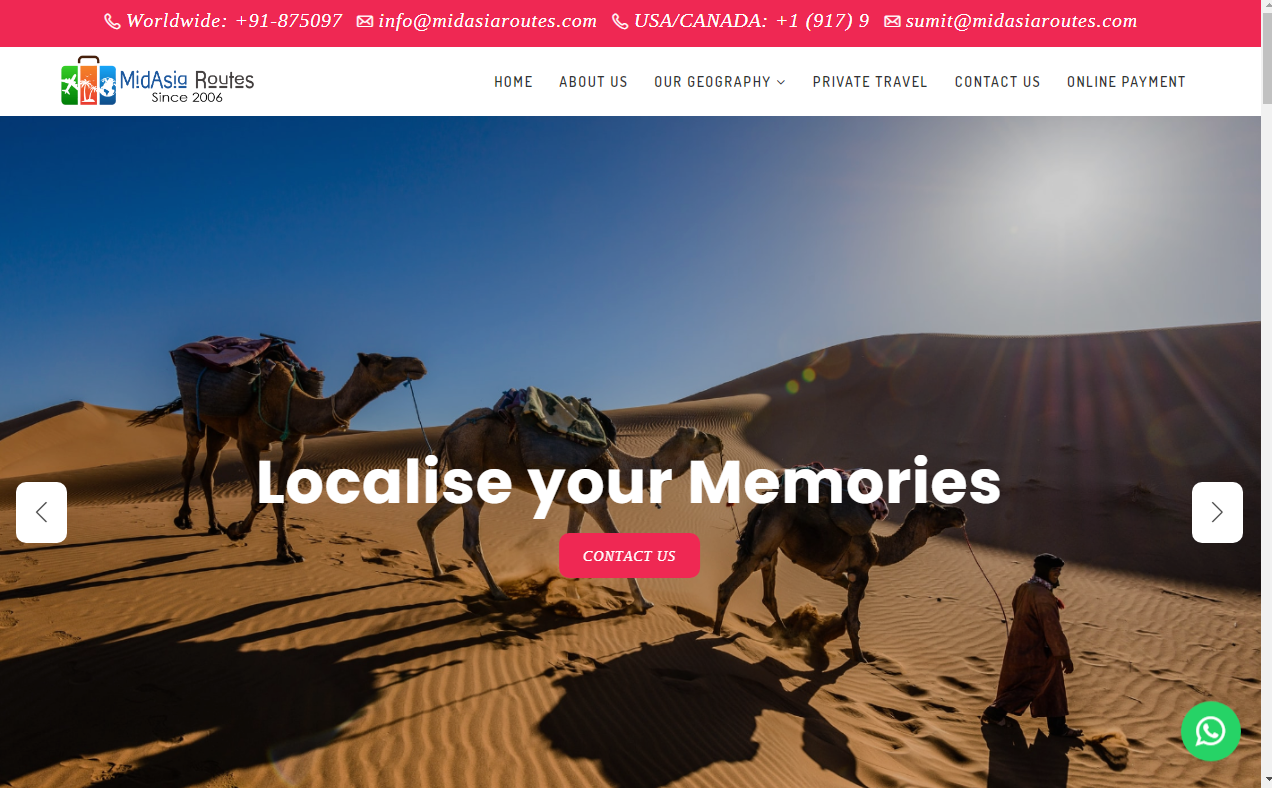 Worldwide: +91-875097 info@midasiaroutes.com USA/CANADA: +1 (917) 9 sumit@midasiaroutes.com
MidAsia Routes
Since 2006
HOME ABOUT US OUR GEOGRAPHY PRIVATE TRAVEL CONTACT US ONLINE PAYMENT
Localise your Memories
CONTACT US